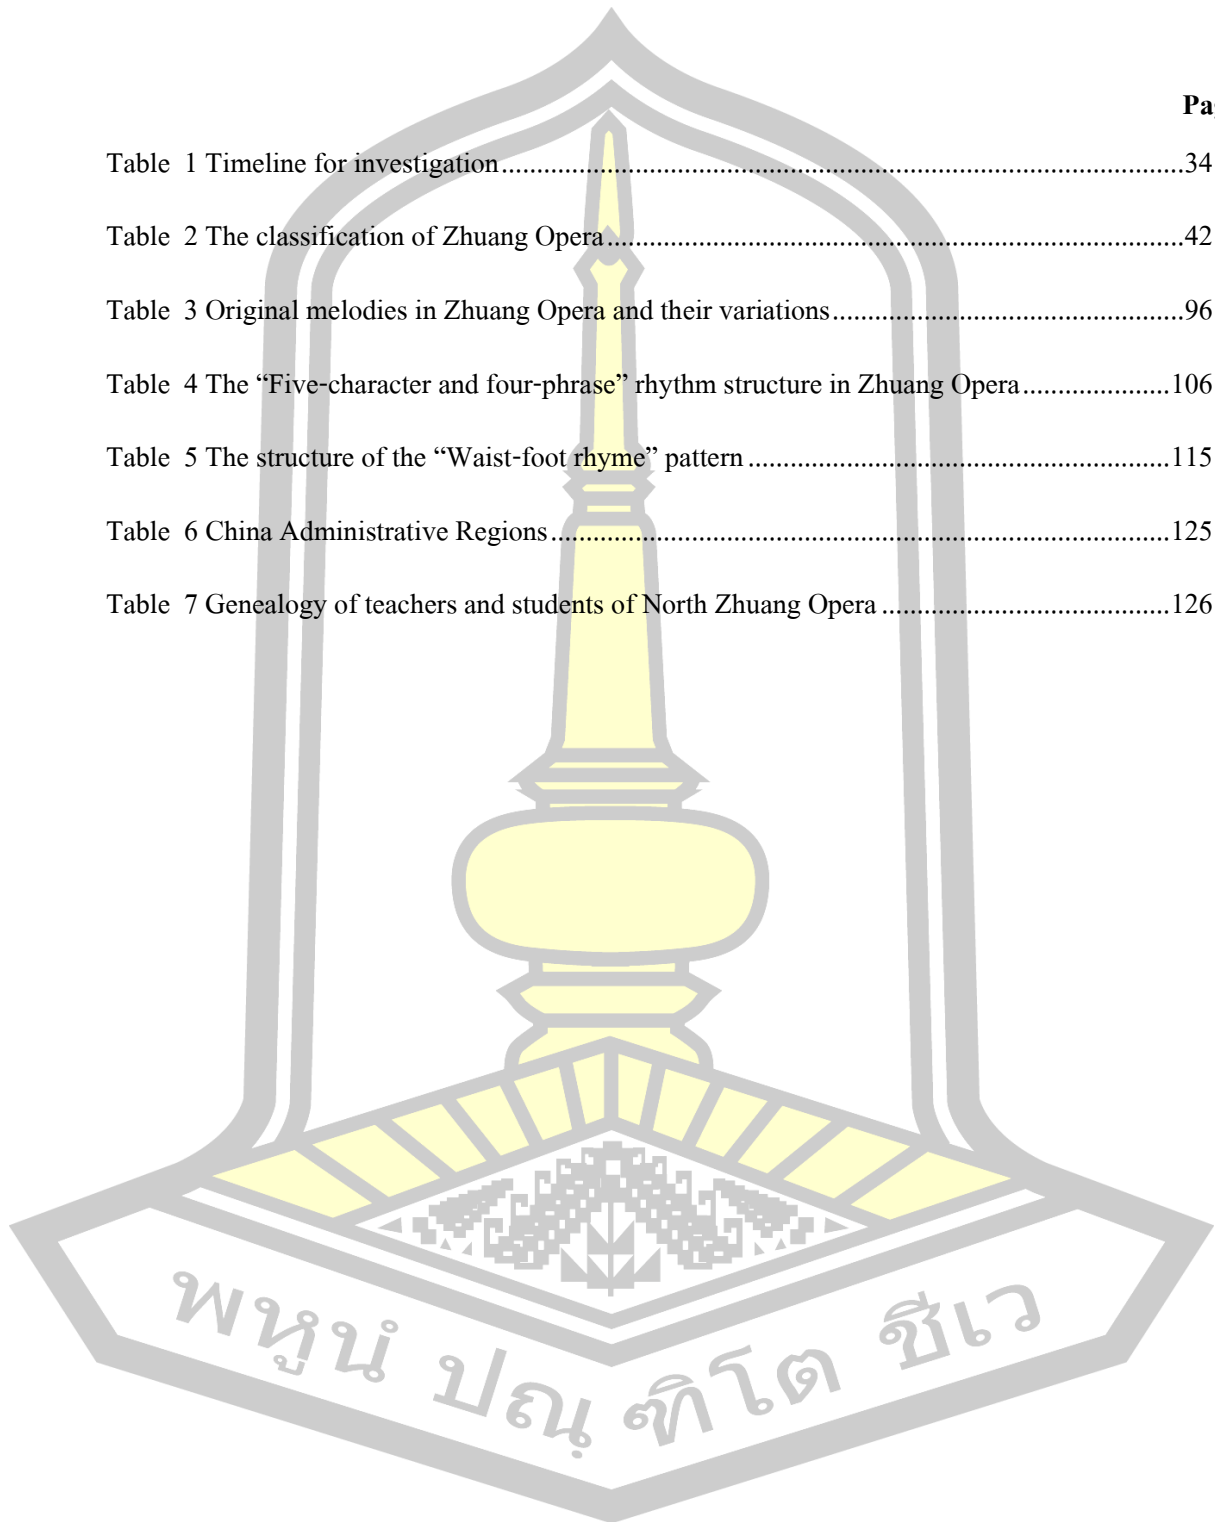 Pa
Table 1 Timeline for investigation....................................................................................................34
Table 2 The classification of Zhuang Opera.....................................................................................42
Table 3 Original melodies in Zhuang Opera and their variations...................................................96
Table 4 The “Five-character and four-phrase” rhythm structure in Zhuang Opera.......................106
Table 5 The structure of the “Waist-foot rhyme” pattern..............................................................115
Table 6 China Administrative Regions...........................................................................................125
Table 7 Genealogy of teachers and students of North Zhuang Opera..........................................126
พหูนํ ปณฺฑิโต ชีเว